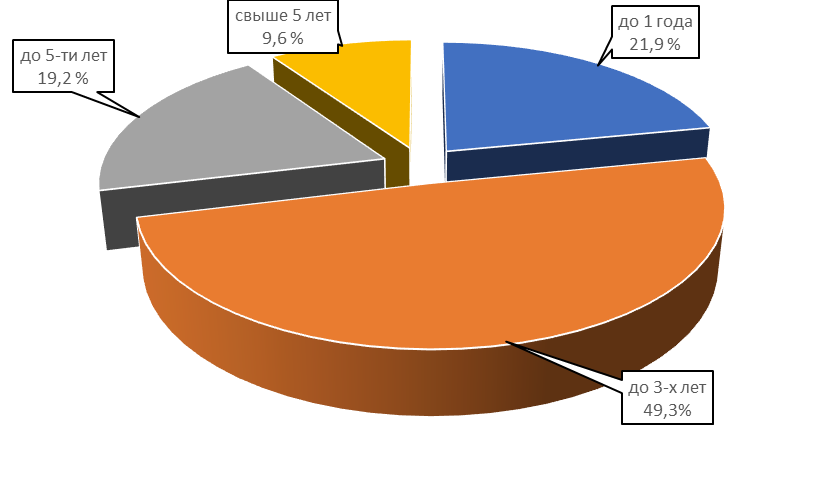 свыше 5 лет
9,6 %
до 1 года
21,9 %
до 5-ти лет
19,2 %
до 3-х лет
49,3%